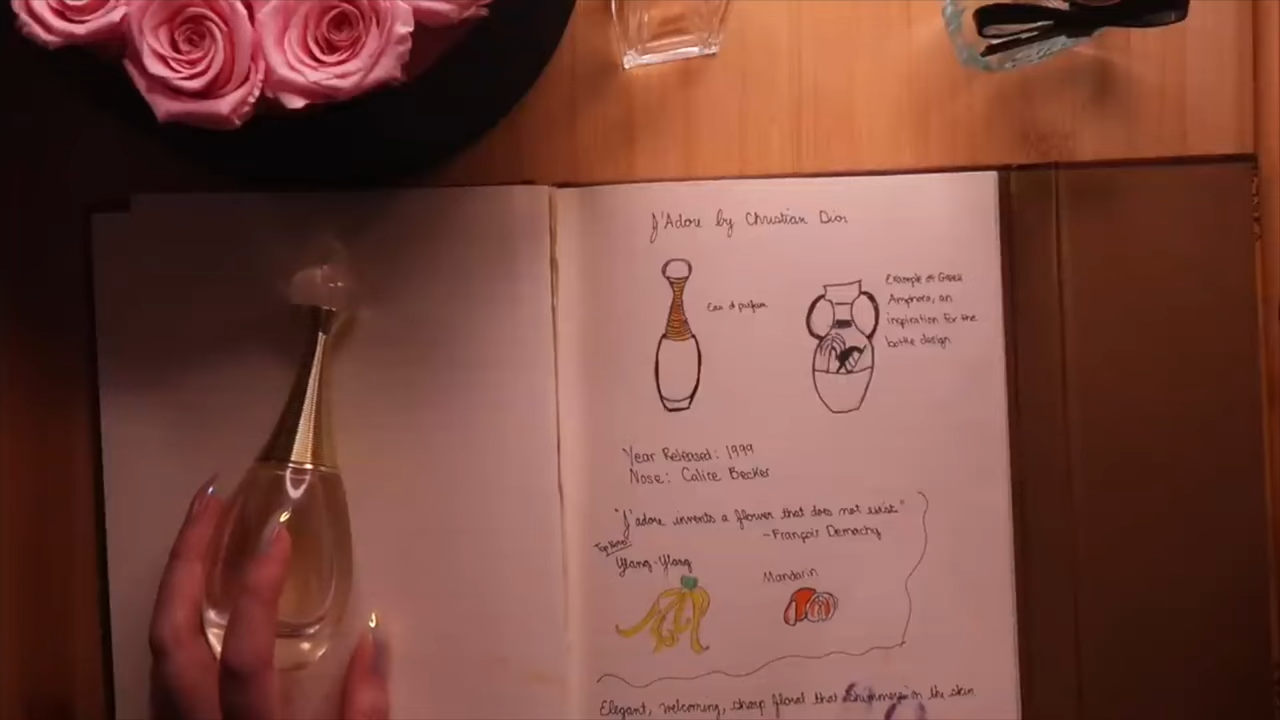 J'Adore by Christian Dior
Eau d parfum
Example of Greek
Amphora, an
inspiration for the
bottle design
Year Released: 1999
Nose: Calice Becker
"J'adore invents a flower that does not exist"
-François Demachy
Top Notes:
Ylang-Ylang
Mandarin
Elegant, welcoming, sharp floral that shimmers on the skin